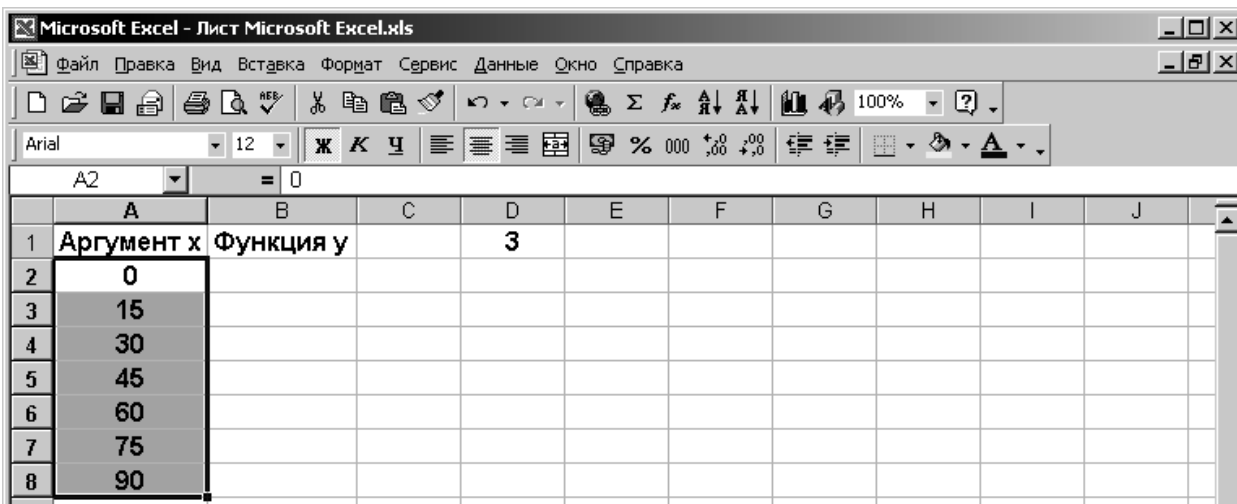 Microsoft Excel - Лист Microsoft Excel.xls
Файл Правка Вид Вставка Формат Сервис Данные Окно Справка
100%
Arial 12 Ж К Ч % 000
A2 = 0
A B C D E F G H I J
1 Аргумент x Функция y 3
2 0
3 15
4 30
5 45
6 60
7 75
8 90